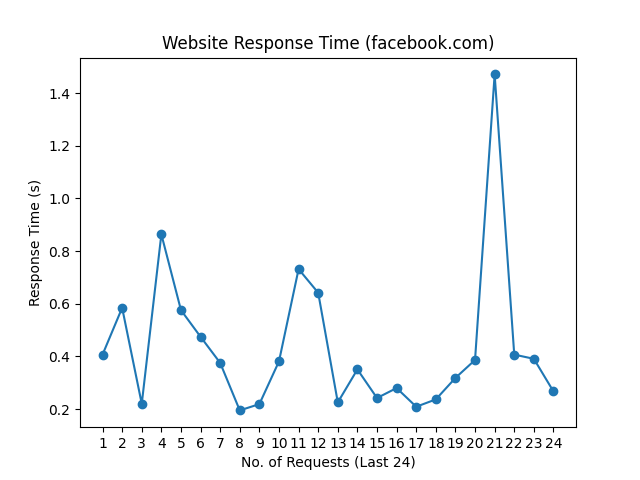 Website Response Time (facebook.com)
1.4
1.2
1.0
0.8
0.6
0.4
0.2
Response Time (s)
1 2 3 4 5 6 7 8 9 10 11 12 13 14 15 16 17 18 19 20 21 22 23 24
No. of Requests (Last 24)